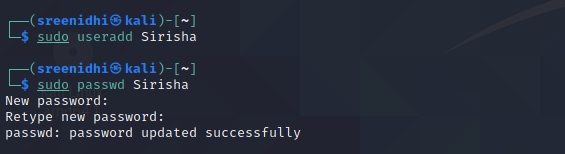 ┌──(sreenidhi㉿kali)-[~]
└─$ sudo useradd Sirisha
┌──(sreenidhi㉿kali)-[~]
└─$ sudo passwd Sirisha
New password:
Retype new password:
passwd: password updated successfully